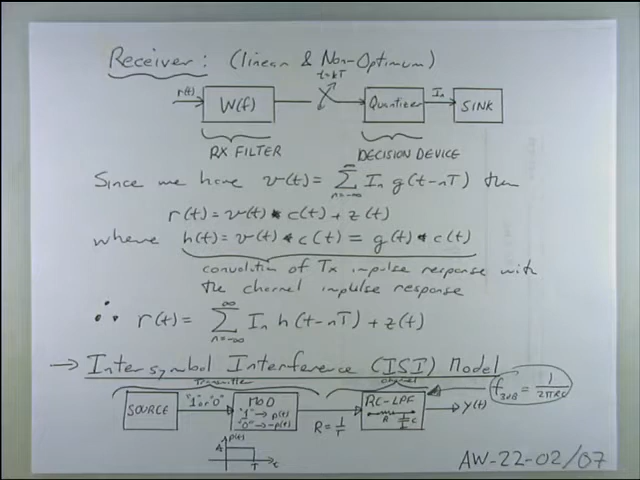 Receiver: (linear & Non-Optimum)
t=kT
r(t) W(f) Quantizer In SINK
RX FILTER DECISION DEVICE
Since we have v(t) = ∑ In g(t-nT) then
n=-∞ ∞
r(t) = v(t) * c(t) + z(t)
where h(t) = v(t) * c(t) = g(t) * c(t)
convolution of Tx impulse response with
the channel impulse response
∴ r(t) = ∑ In h(t-nT) + z(t)
n=-∞ ∞
→ Intersymbol Interference (ISI) Model
Transmitter Channel
SOURCE "1" or "0" MOD "1" → p(t) "0" → -p(t) R = 1/T RC-LPF R C y(t) f3dB = 1/2πRC
p(t)
A
T t
AW-22-02/07